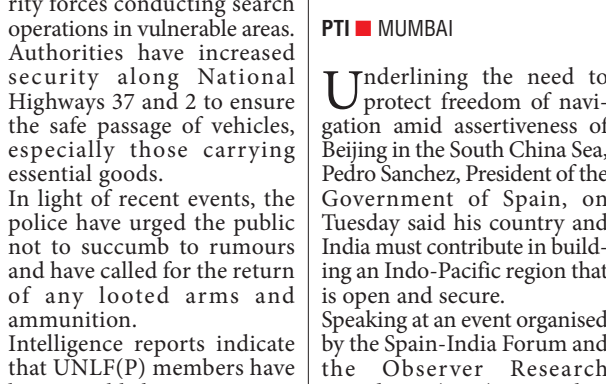 rity forces conducting search
operations in vulnerable areas.
Authorities have increased
security along National
Highways 37 and 2 to ensure
the safe passage of vehicles,
especially those carrying
essential goods.
In light of recent events, the
police have urged the public
not to succumb to rumours
and have called for the return
of any looted arms and
ammunition.
Intelligence reports indicate
that UNLF(P) members have
PTI ■ MUMBAI
Underlining the need to
protect freedom of navi-
gation amid assertiveness of
Beijing in the South China Sea,
Pedro Sanchez, President of the
Government of Spain, on
Tuesday said his country and
India must contribute in build-
ing an Indo-Pacific region that
is open and secure.
Speaking at an event organised
by the Spain-India Forum and
the Observer Research